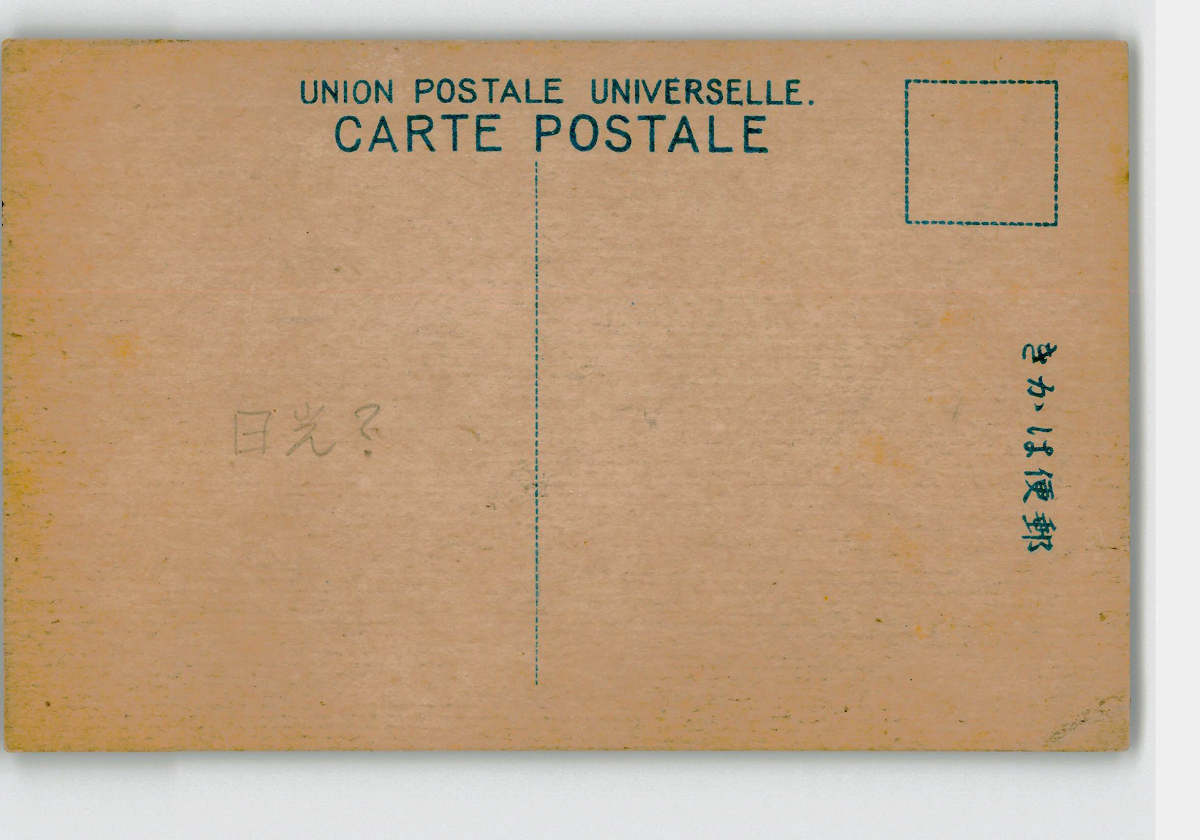 UNION POSTALE UNIVERSELLE.
CARTE POSTALE
きかは便郵
日光?